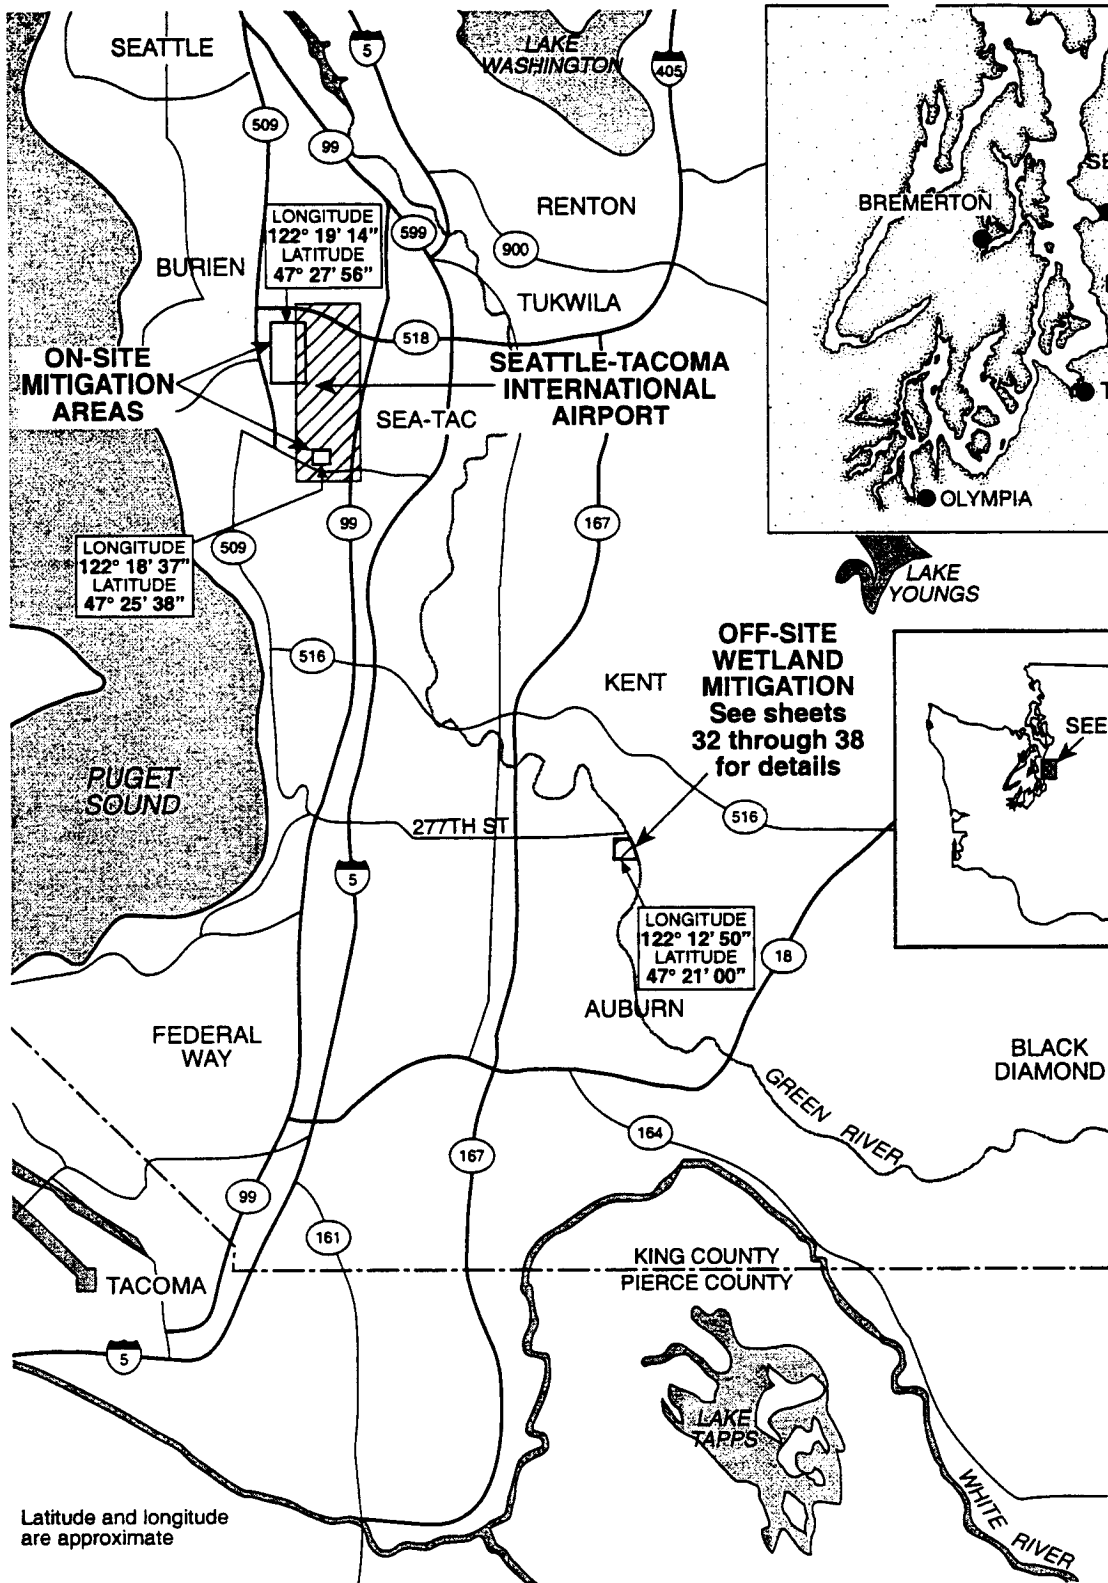 SEATTLE
5
LAKE
WASHINGTON
405
509
99
LONGITUDE
122° 19' 14"
LATITUDE
47° 27' 56"
599
RENTON
900
BURIEN
TUKWILA
518
ON-SITE
MITIGATION
AREAS
SEATTLE-TACOMA
INTERNATIONAL
AIRPORT
SEA-TAC
BREMERTON
SE
T
OLYMPIA
99
167
509
LONGITUDE
122° 18' 37"
LATITUDE
47° 25' 38"
LAKE
YOUNGS
516
KENT
OFF-SITE
WETLAND
MITIGATION
See sheets
32 through 38
for details
SEE
PUGET
SOUND
277TH ST
516
5
LONGITUDE
122° 12' 50"
LATITUDE
47° 21' 00"
18
AUBURN
FEDERAL
WAY
BLACK
DIAMOND
GREEN RIVER
164
167
99
161
KING COUNTY
PIERCE COUNTY
TACOMA
5
LAKE
TAPPS
WHITE RIVER
Latitude and longitude
are approximate